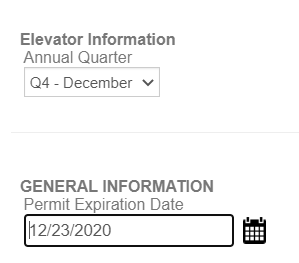 Elevator Information
Annual Quarter
Q4 - December
GENERAL INFORMATION
Permit Expiration Date
12/23/2020